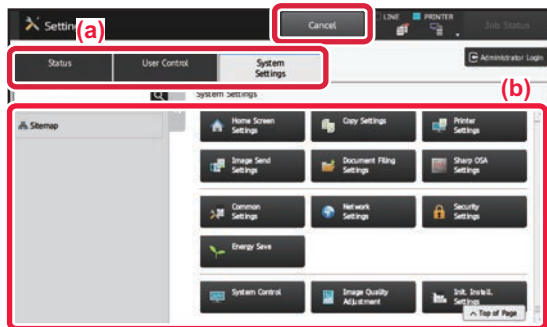 Settings
(a)
Cancel
LINE
PRINTER
Job Status
Status
User Control
System
Settings
Administrator Login
(b)
System Settings
Sitemap
Home Screen
Settings
Copy Settings
Printer
Settings
Image Send
Settings
Document Filing
Settings
Sharp OSA
Settings
Common
Settings
Network
Settings
Security
Settings
Energy Save
System Control
Image Quality
Adjustment
Init. Install.
Settings
Top of Page